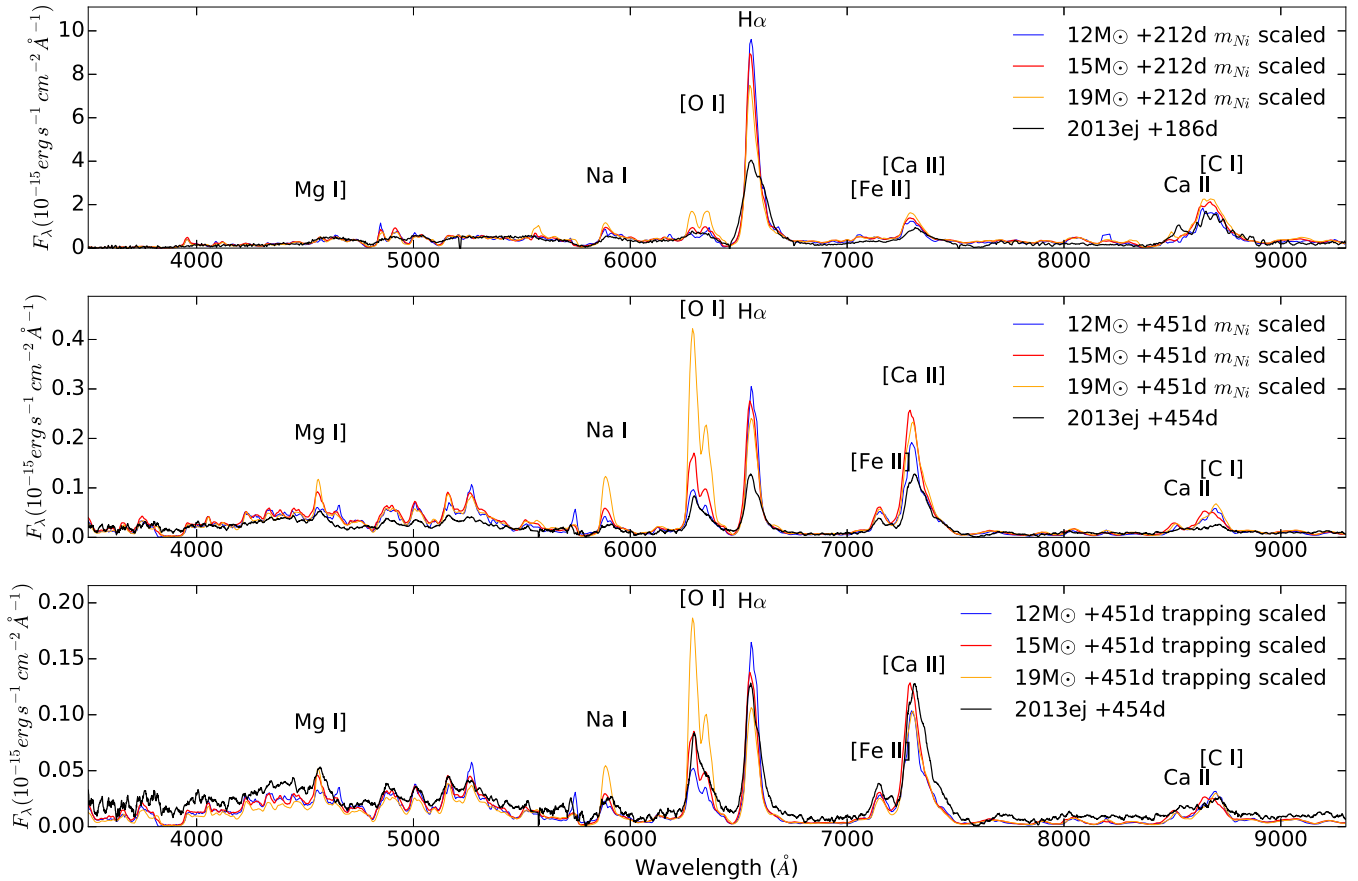 Hα
12M⊙ +212d m_Ni scaled
15M⊙ +212d m_Ni scaled
19M⊙ +212d m_Ni scaled
2013ej +186d
[O I]
Mg I]
Na I
[Fe II]
[Ca II]
Ca II
[C I]
F_λ(10^−15 erg s^−1 cm^−2 Å^−1)
10
8
6
4
2
0
4000 5000 6000 7000 8000 9000
[O I]
Hα
12M⊙ +451d m_Ni scaled
15M⊙ +451d m_Ni scaled
19M⊙ +451d m_Ni scaled
2013ej +454d
[Ca II]
Mg I]
Na I
[Fe II]
Ca II
[C I]
F_λ(10^−15 erg s^−1 cm^−2 Å^−1)
0.4
0.3
0.2
0.1
0.0
4000 5000 6000 7000 8000 9000
[O I]
Hα
12M⊙ +451d trapping scaled
15M⊙ +451d trapping scaled
19M⊙ +451d trapping scaled
2013ej +454d
[Ca II]
Mg I]
Na I
[Fe II]
Ca II
[C I]
F_λ(10^−15 erg s^−1 cm^−2 Å^−1)
0.20
0.15
0.10
0.05
0.00
4000 5000 6000 7000 8000 9000
Wavelength (Å)